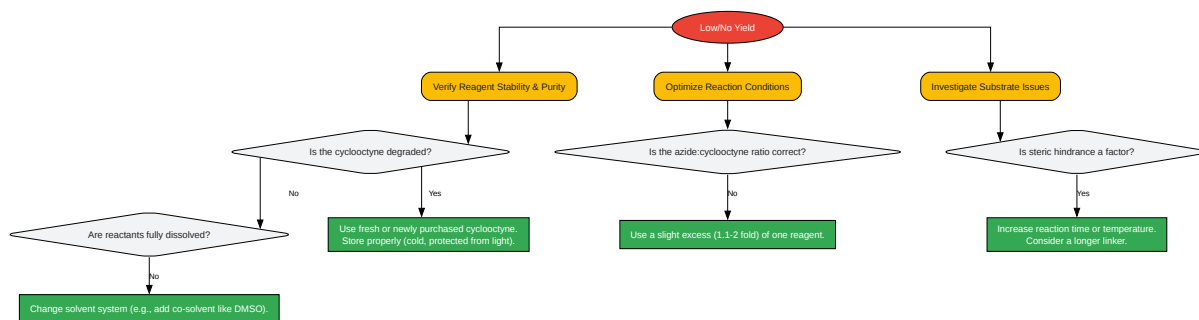 Low/No Yield
Verify Reagent Stability & Purity
Optimize Reaction Conditions
Investigate Substrate Issues
Is the cyclooctyne degraded?
Is the azide:cyclooctyne ratio correct?
Is steric hindrance a factor?
No
Yes
No
Yes
Are reactants fully dissolved?
Use fresh or newly purchased cyclooctyne.
Store properly (cold, protected from light).
Use a slight excess (1.1-2 fold) of one reagent.
Increase reaction time or temperature.
Consider a longer linker.
No
Change solvent system (e.g., add co-solvent like DMSO).